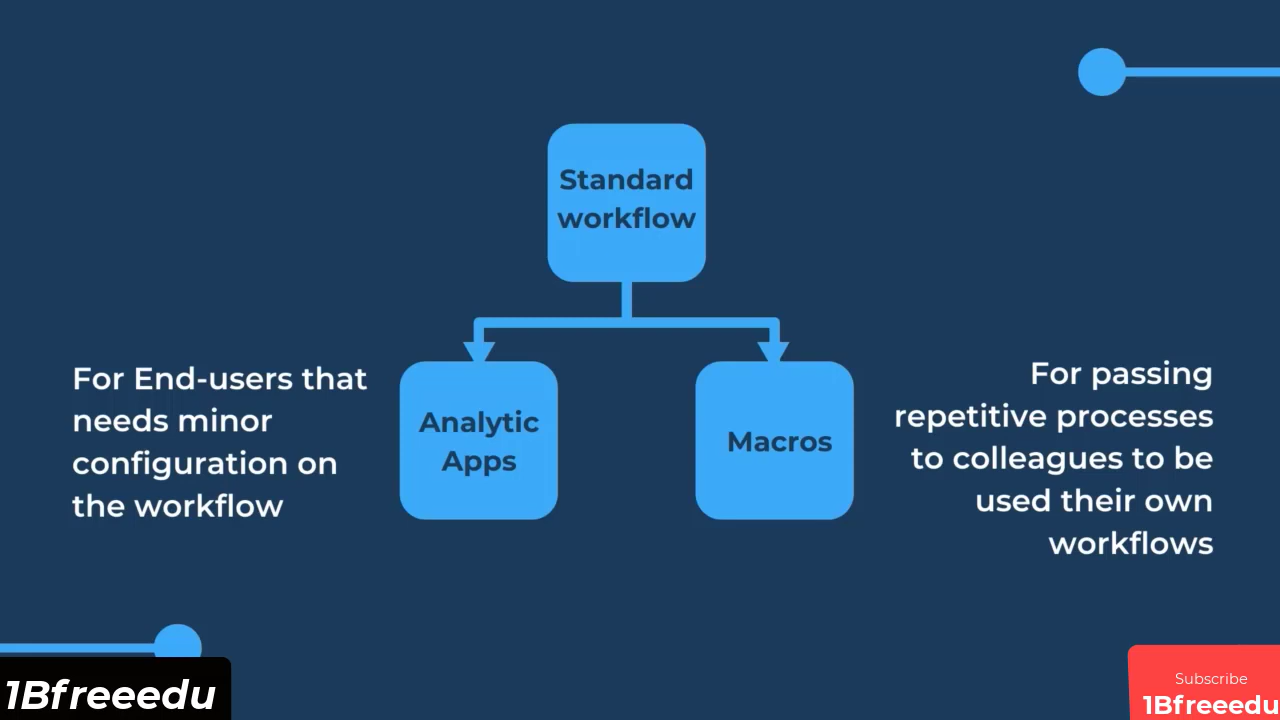 Standard
workflow
For End-users that
needs minor
configuration on
the workflow
Analytic
Apps
Macros
For passing
repetitive processes
to colleagues to be
used their own
workflows
1Bfreeedu
Subscribe
1Bfreeedu